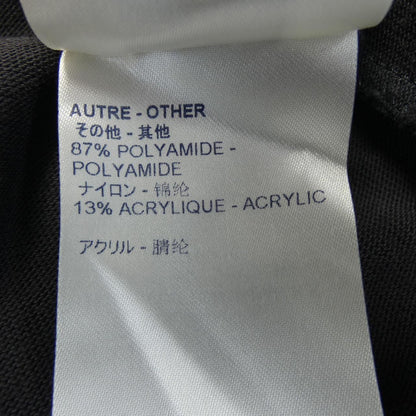 AUTRE - OTHER
その他 - 其他
87% POLYAMIDE -
POLYAMIDE
ナイロン - 锦纶
13% ACRYLIQUE - ACRYLIC
アクリル - 腈纶